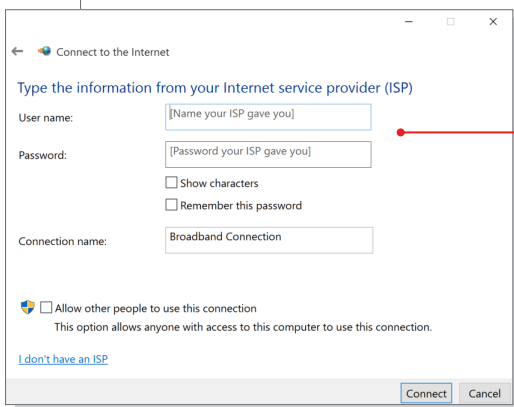 Connect to the Internet
Type the information from your Internet service provider (ISP)
User name:
[Name your ISP gave you]
Password:
[Password your ISP gave you]
Show characters
Remember this password
Connection name:
Broadband Connection
Allow other people to use this connection
This option allows anyone with access to this computer to use this connection.
I don't have an ISP
Connect
Cancel